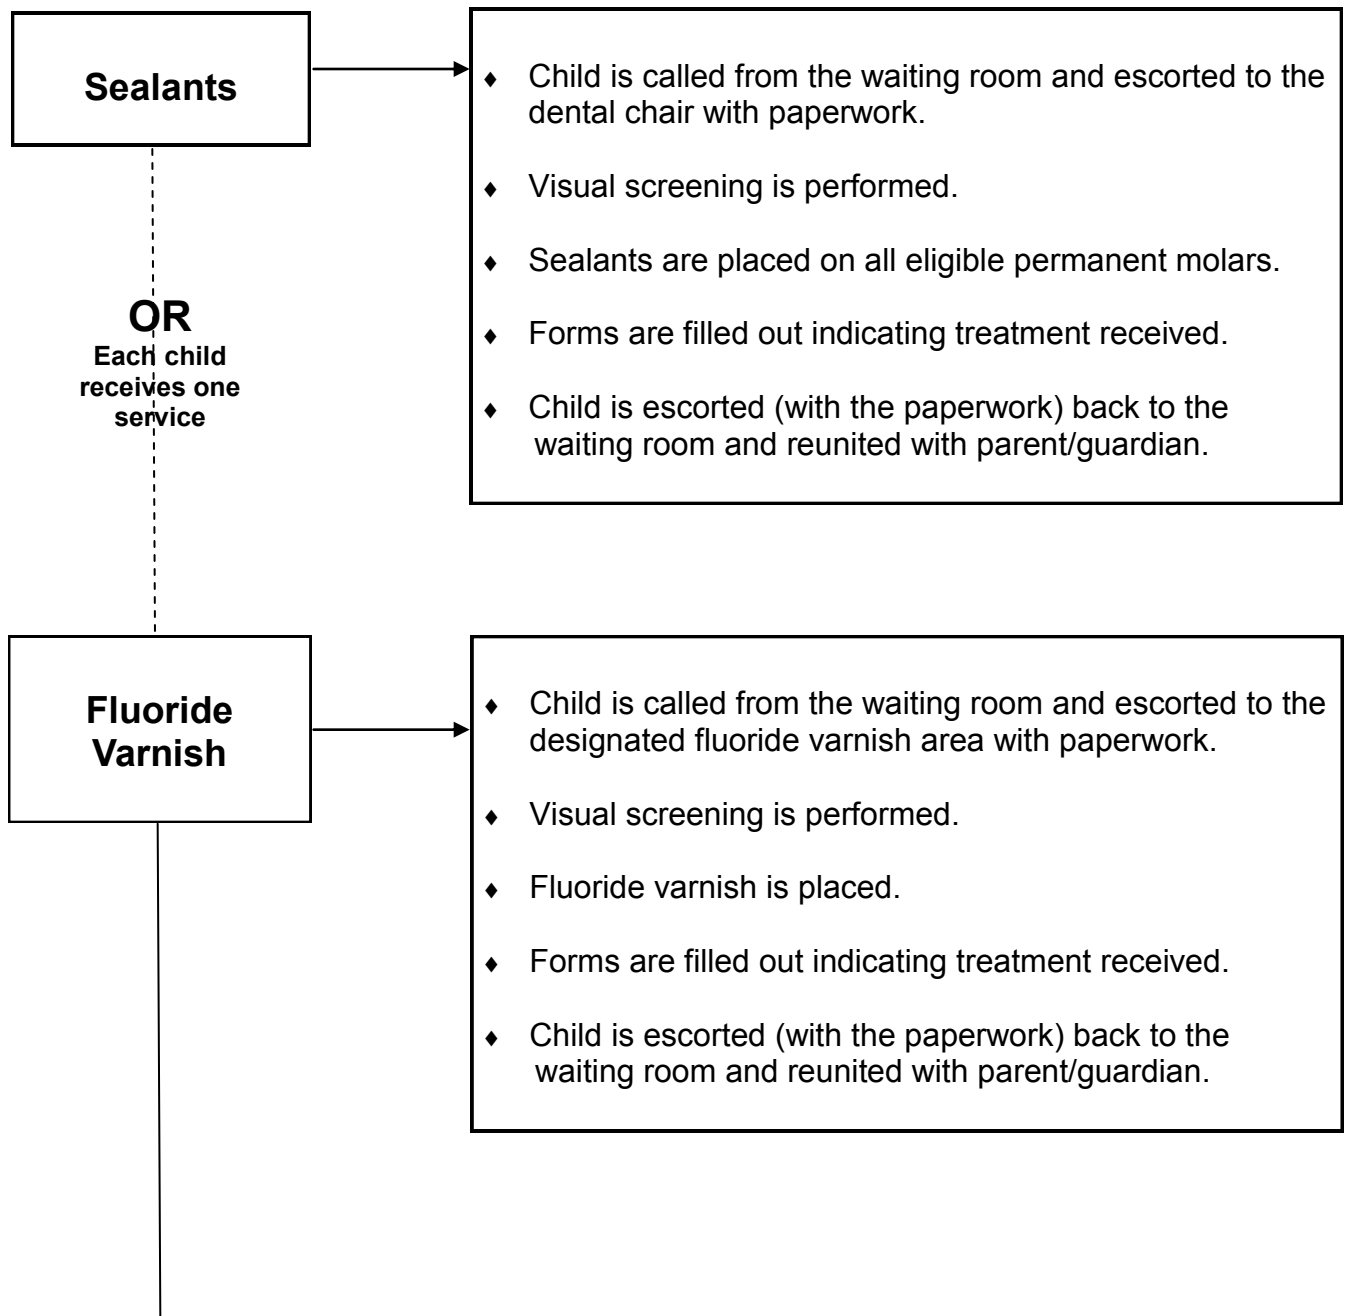 Sealants
♦ Child is called from the waiting room and escorted to the
dental chair with paperwork.
♦ Visual screening is performed.
♦ Sealants are placed on all eligible permanent molars.
♦ Forms are filled out indicating treatment received.
♦ Child is escorted (with the paperwork) back to the
waiting room and reunited with parent/guardian.
OR
Each child
receives one
service
Fluoride
Varnish
♦ Child is called from the waiting room and escorted to the
designated fluoride varnish area with paperwork.
♦ Visual screening is performed.
♦ Fluoride varnish is placed.
♦ Forms are filled out indicating treatment received.
♦ Child is escorted (with the paperwork) back to the
waiting room and reunited with parent/guardian.